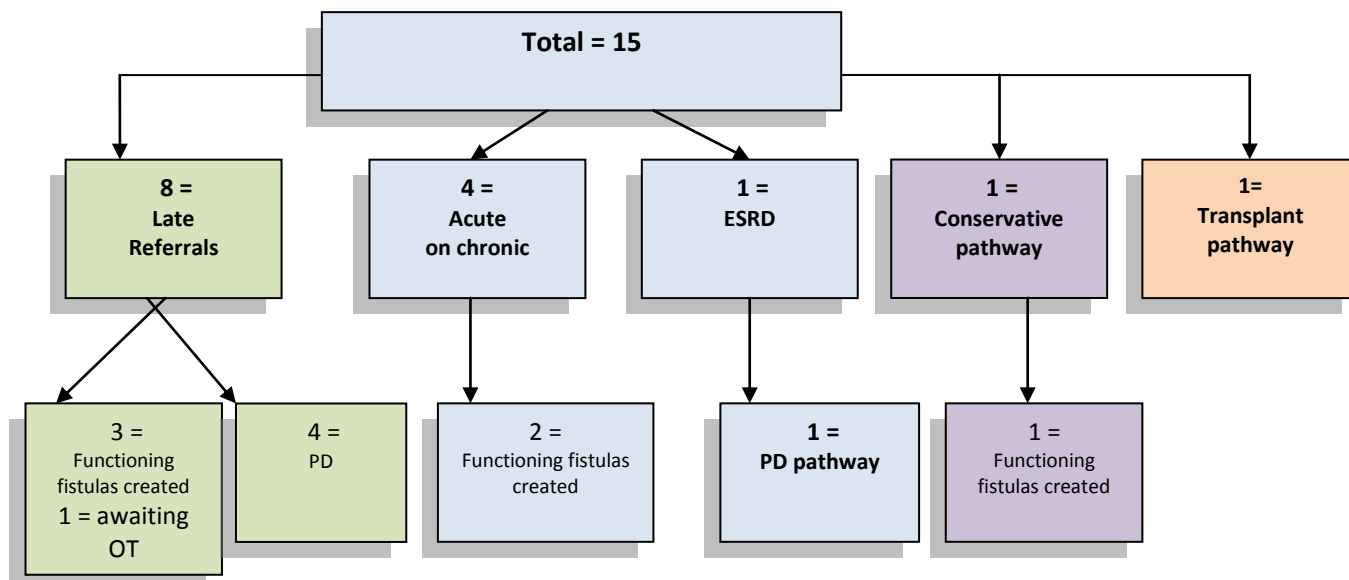 Total = 15
8 =
Late
Referrals
4 =
Acute
on chronic
1 =
ESRD
1 =
Conservative
pathway
1=
Transplant
pathway
3 =
Functioning
fistulas created
1 = awaiting
OT
4 =
PD
2 =
Functioning fistulas
created
1 =
PD pathway
1 =
Functioning
fistulas created